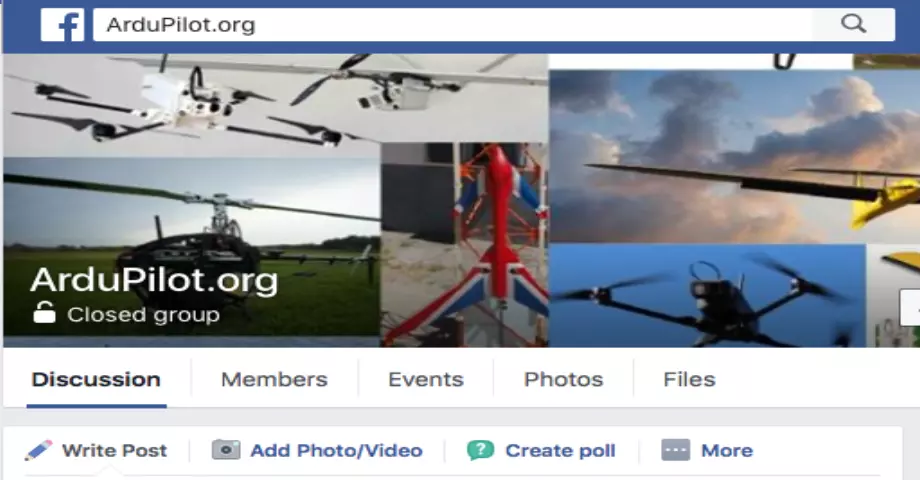 f ArduPilot.org
ArduPilot.org
Closed group
Discussion Members Events Photos Files
Write Post Add Photo/Video ? Create poll More